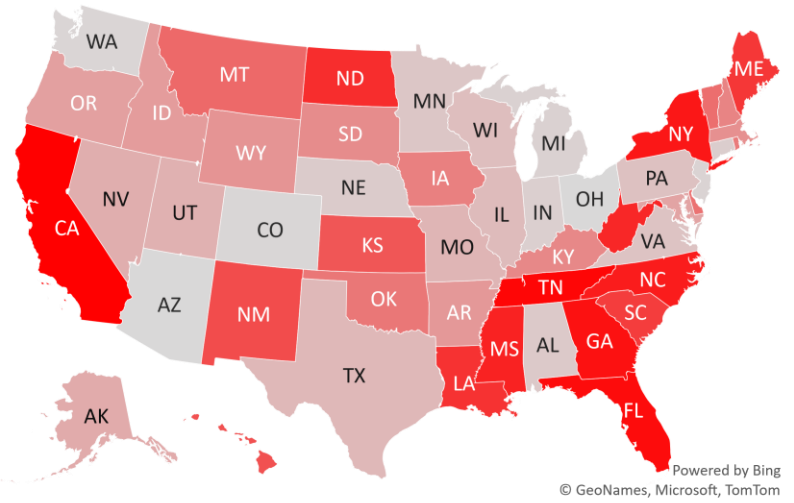 WA
MT
ND
ME
MN
OR
ID
SD
WI
MI
NY
WY
IA
NE
PA
NV
UT
CO
IL
IN
OH
KS
MO
KY
VA
CA
AZ
NM
OK
AR
TN
NC
SC
MS
AL
GA
TX
LA
AK
FL
Powered by Bing
© GeoNames, Microsoft, TomTom